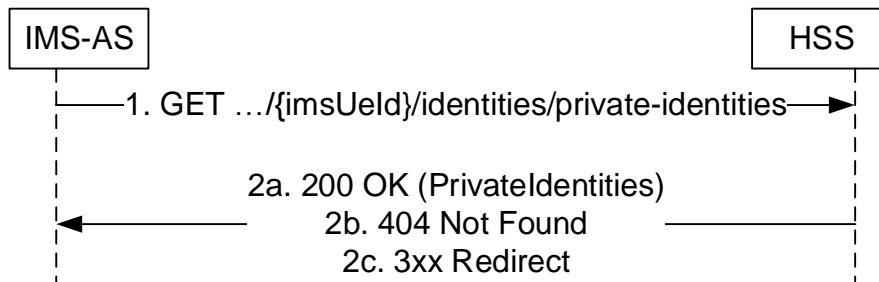 IMS-AS
HSS
1. GET …/{imsUeId}/identities/private-identities
2a. 200 OK (PrivateIdentities)
2b. 404 Not Found
2c. 3xx Redirect